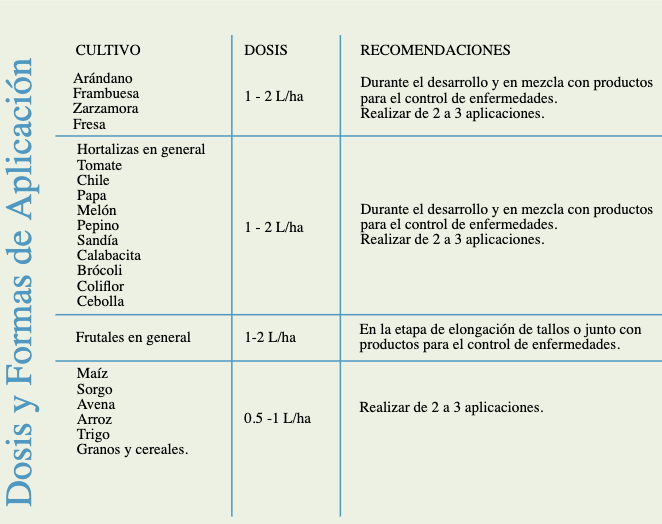 Dosis y Formas de Aplicación
CULTIVO DOSIS RECOMENDACIONES
Arándano
Frambuesa
Zarzamora
Fresa
1 - 2 L/ha
Durante el desarrollo y en mezcla con productos
para el control de enfermedades.
Realizar de 2 a 3 aplicaciones.
Hortalizas en general
Tomate
Chile
Papa
Melón
Pepino
Sandía
Calabacita
Brócoli
Coliflor
Cebolla
1 - 2 L/ha
Durante el desarrollo y en mezcla con productos
para el control de enfermedades.
Realizar de 2 a 3 aplicaciones.
Frutales en general
1-2 L/ha
En la etapa de elongación de tallos o junto con
productos para el control de enfermedades.
Maíz
Sorgo
Avena
Arroz
Trigo
Granos y cereales.
0.5 -1 L/ha
Realizar de 2 a 3 aplicaciones.